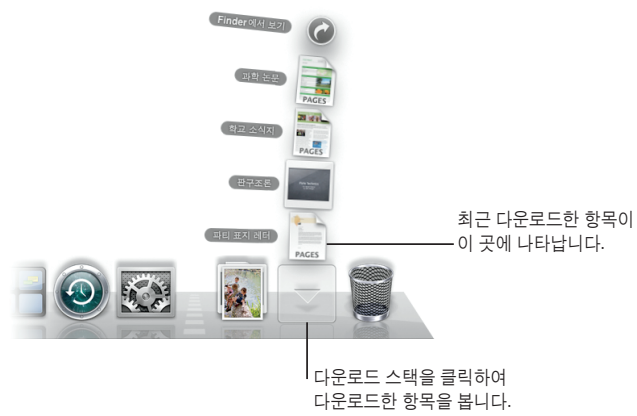 Finder에서 보기
과학 논문
PAGES
학교 소식지
PAGES
판구조론
파티 표지 레터
PAGES
최근 다운로드한 항목이
이 곳에 나타납니다.
다운로드 스택을 클릭하여
다운로드한 항목을 봅니다.